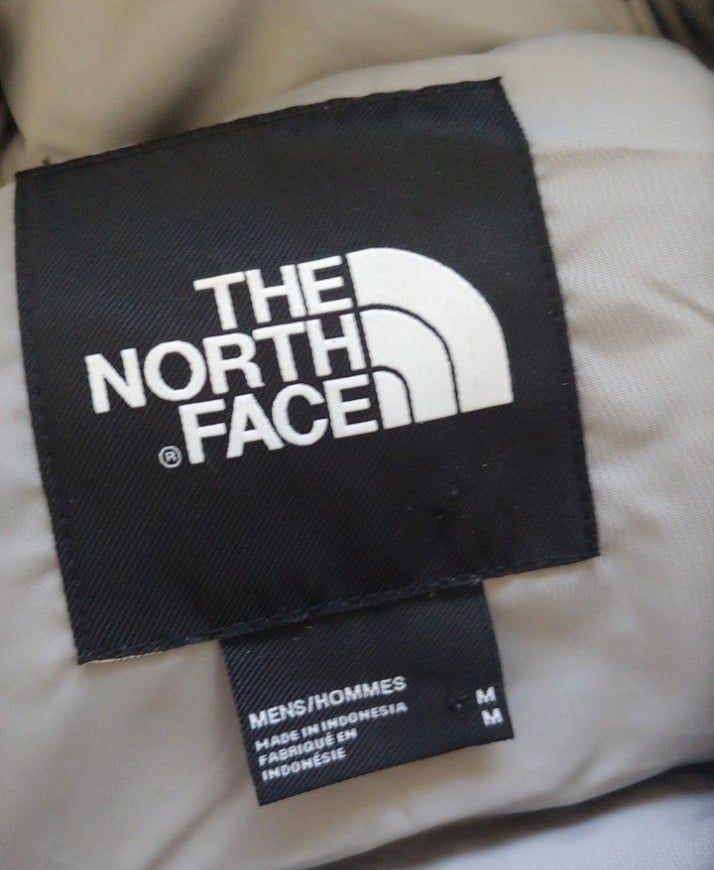 THE
NORTH
FACE
®
MENS/HOMMES M
MADE IN INDONESIA M
FABRIQUÉ EN
INDONÉSIE